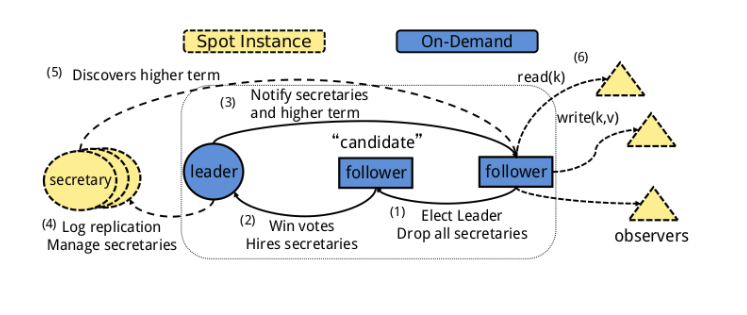 Spot Instance
On-Demand
(5) Discovers higher term
(6)
read(k)
(3) Notify secretaries
and higher term
write(k,v)
“candidate”
secretary
leader
follower
follower
(4) Log replication
Manage secretaries
(2) Win votes
Hires secretaries
(1) Elect Leader
Drop all secretaries
observers